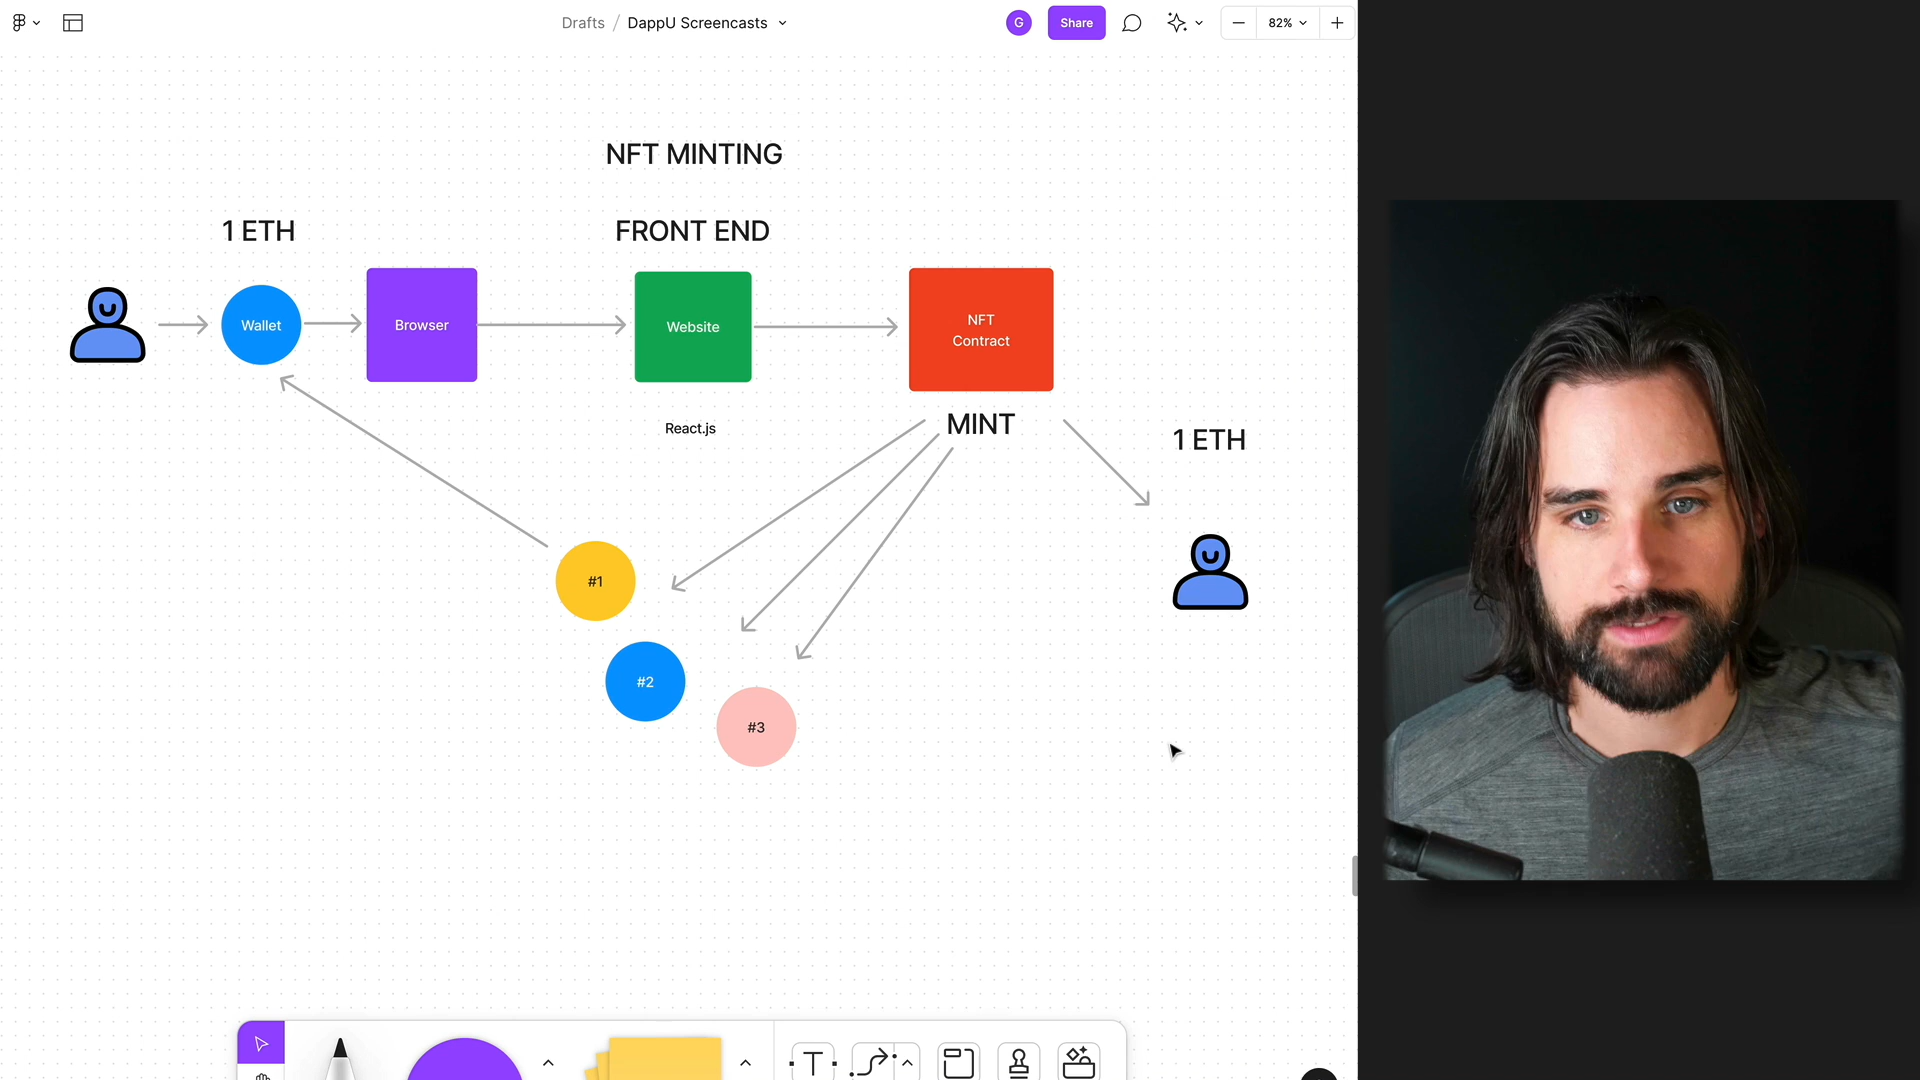 Drafts / DappU Screencasts
G
Share
82%
NFT MINTING
1 ETH
FRONT END
Wallet
Browser
Website
NFT
Contract
React.js
MINT
1 ETH
#1
#2
#3
T